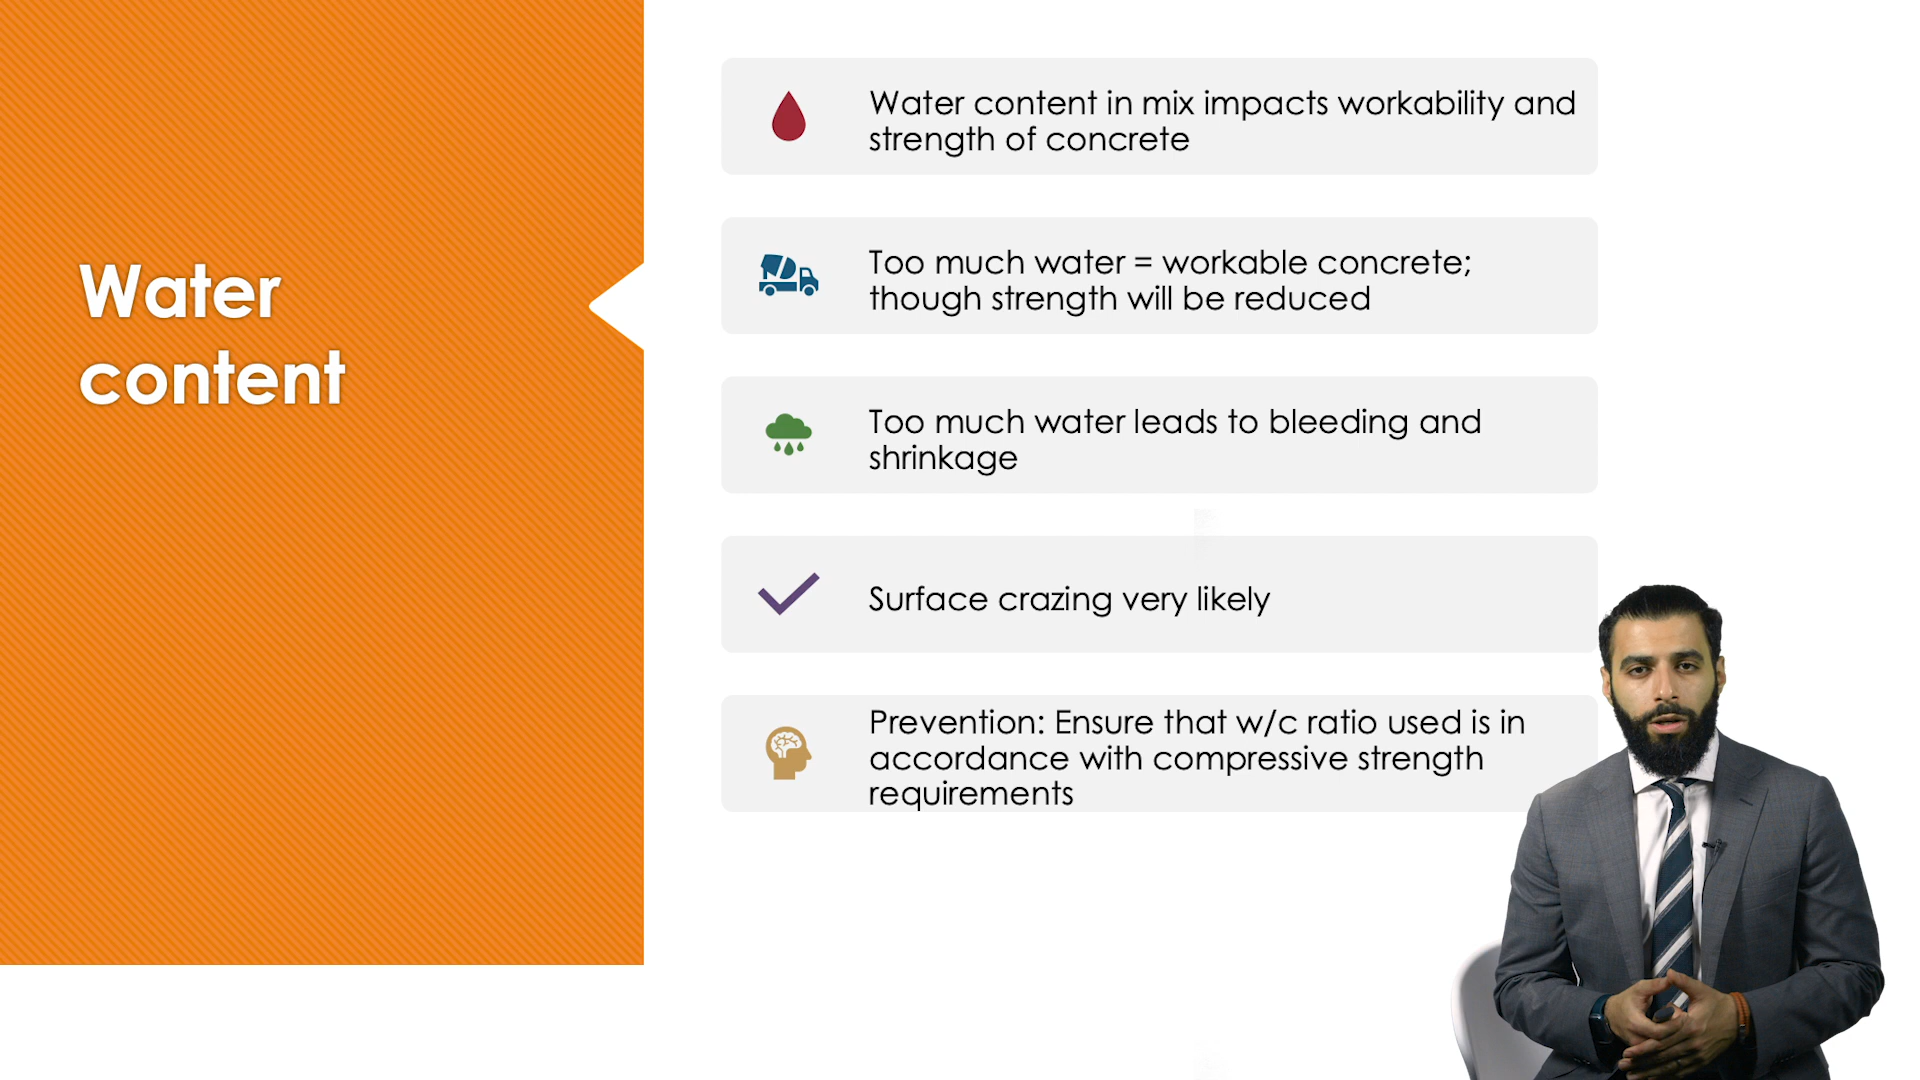 Water
content
Water content in mix impacts workability and
strength of concrete
Too much water = workable concrete;
though strength will be reduced
Too much water leads to bleeding and
shrinkage
Surface crazing very likely
Prevention: Ensure that w/c ratio used is in
accordance with compressive strength
requirements